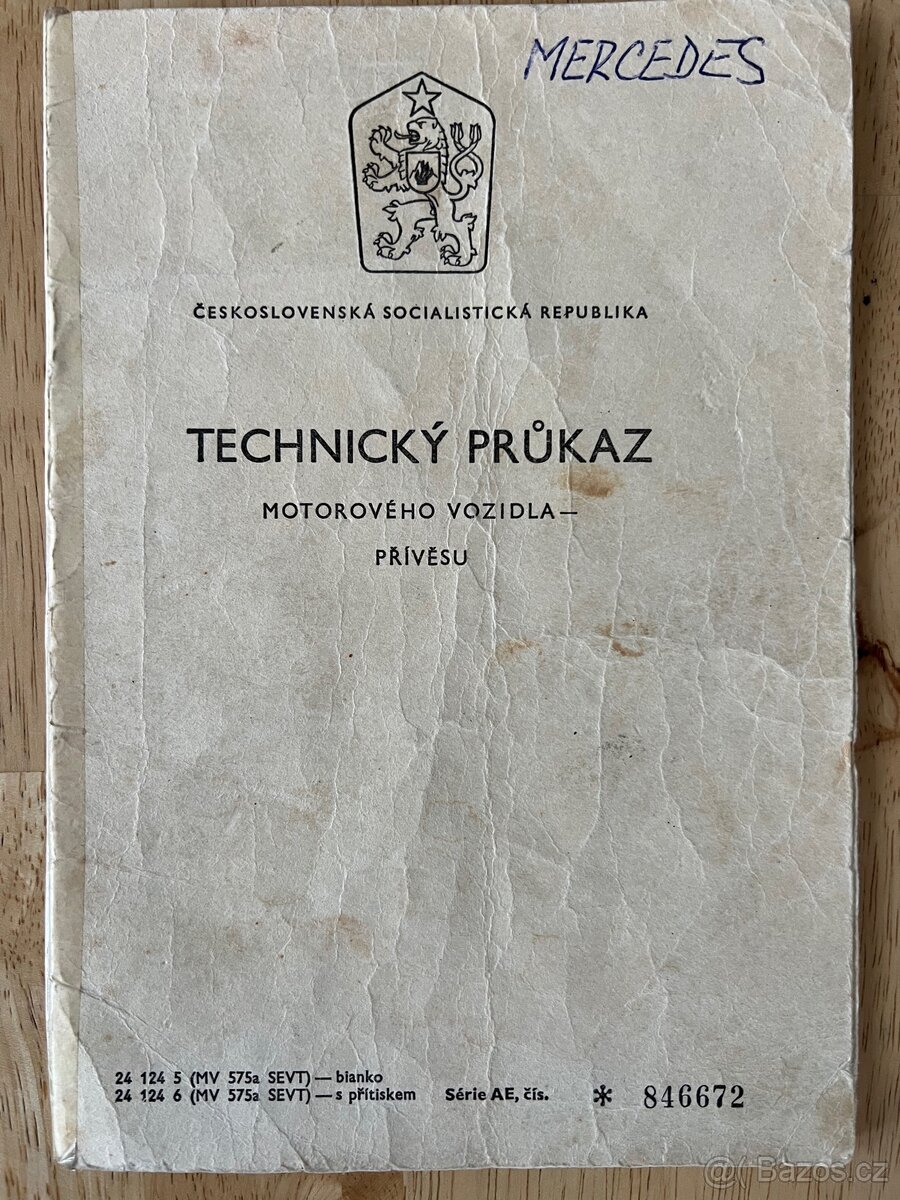 MERCEDES
ČESKOSLOVENSKÁ SOCIALISTICKÁ REPUBLIKA
TECHNICKÝ PRŮKAZ
MOTOROVÉHO VOZIDLA—
PŘÍVĚSU
24 124 5 (MV 575a SEVT) — bianko
24 124 6 (MV 575a SEVT) — s přítiskem Série AE, čís. * 846672
@ Bazos.cz